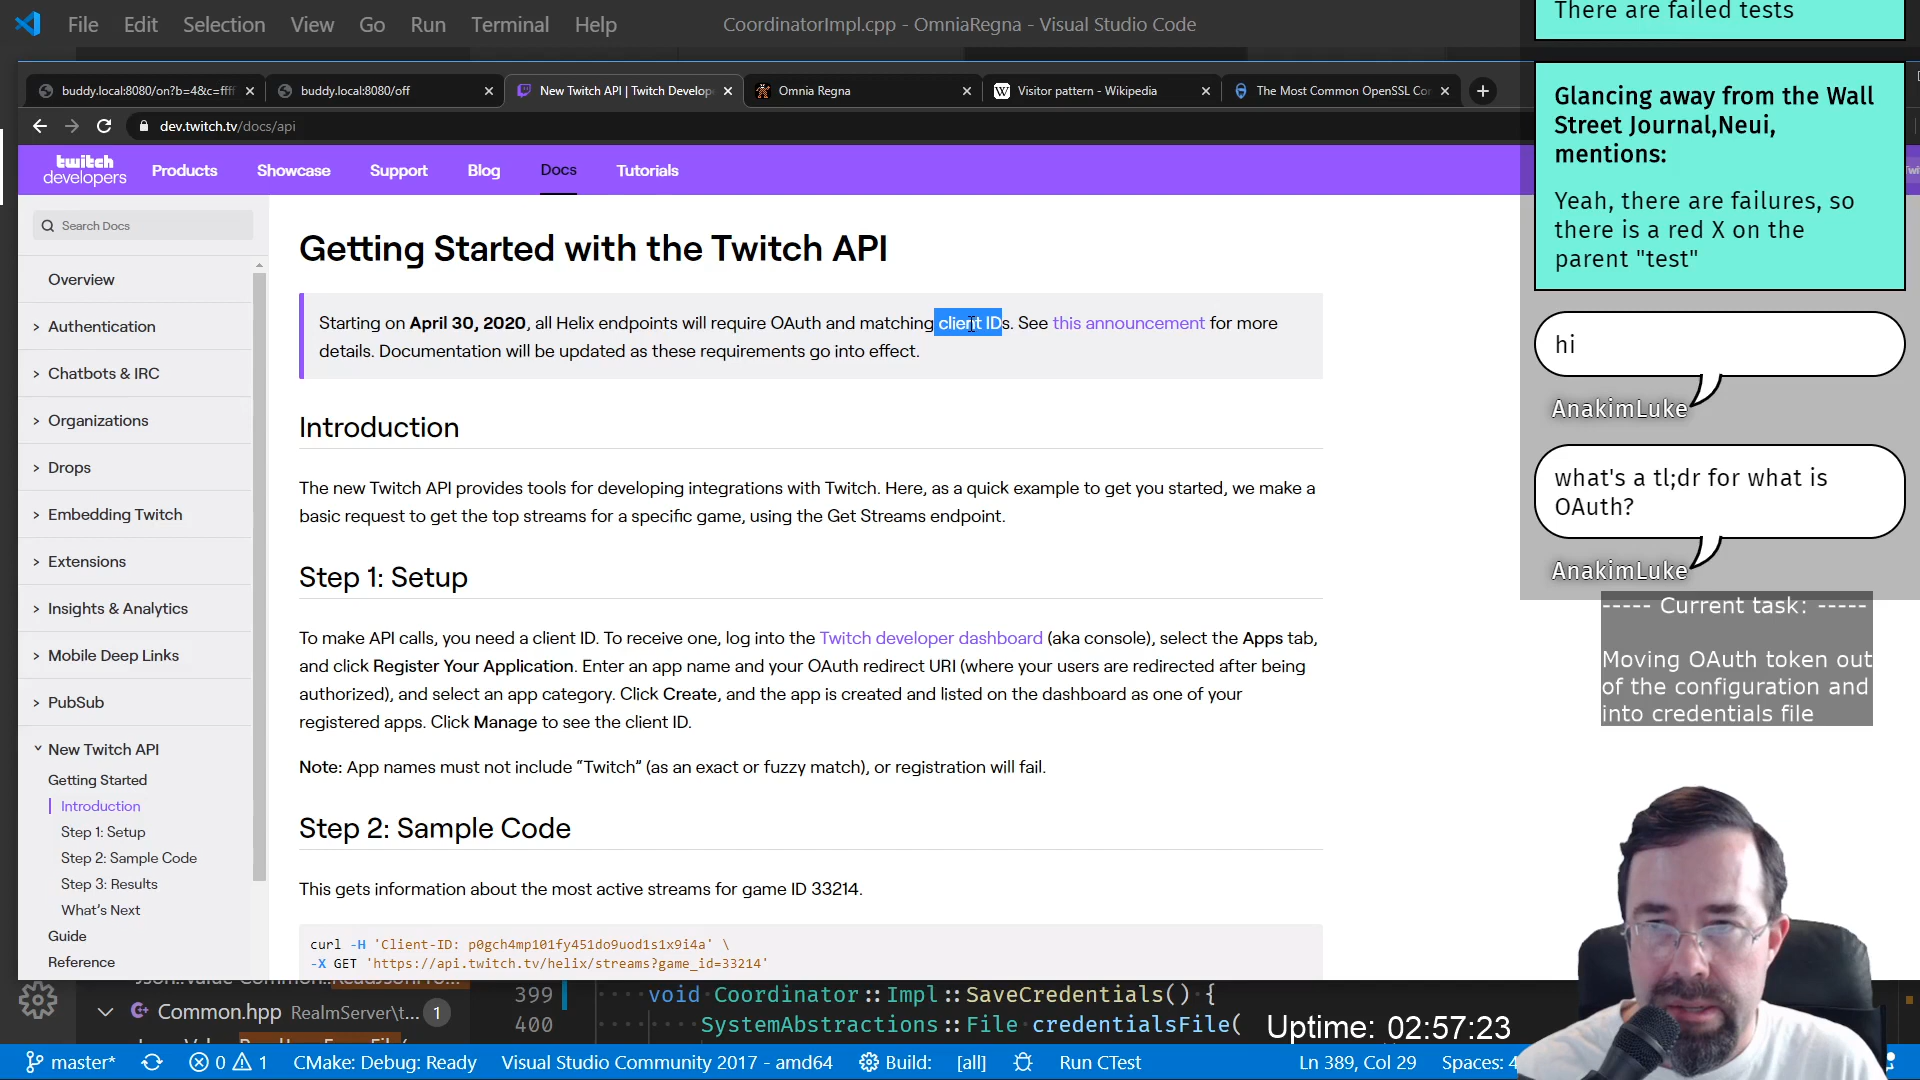 File Edit Selection View Go Run Terminal Help
CoordinatorImpl.cpp - OmniaRegna - Visual Studio Code
buddy.local:8080/on?b=4&c=ffff
buddy.local:8080/off
New Twitch API | Twitch Develop
Omnia Regna
Visitor pattern - Wikipedia
The Most Common OpenSSL Co
dev.twitch.tv/docs/api
twitch
developers
Products Showcase Support Blog Docs Tutorials
Search Docs
Overview
Authentication
Chatbots & IRC
Organizations
Drops
Embedding Twitch
Extensions
Insights & Analytics
Mobile Deep Links
PubSub
New Twitch API
Getting Started
Introduction
Step 1: Setup
Step 2: Sample Code
Step 3: Results
What's Next
Guide
Reference
Getting Started with the Twitch API
Starting on April 30, 2020, all Helix endpoints will require OAuth and matching client IDs. See this announcement for more
details. Documentation will be updated as these requirements go into effect.
Introduction
The new Twitch API provides tools for developing integrations with Twitch. Here, as a quick example to get you started, we make a
basic request to get the top streams for a specific game, using the Get Streams endpoint.
Step 1: Setup
To make API calls, you need a client ID. To receive one, log into the Twitch developer dashboard (aka console), select the Apps tab,
and click Register Your Application. Enter an app name and your OAuth redirect URI (where your users are redirected after being
authorized), and select an app category. Click Create, and the app is created and listed on the dashboard as one of your
registered apps. Click Manage to see the client ID.
Note: App names must not include “Twitch” (as an exact or fuzzy match), or registration will fail.
Step 2: Sample Code
This gets information about the most active streams for game ID 33214.
curl -H 'Client-ID: p0gch4mp101fy451do9uod1s1x9i4a' \
-X GET 'https://api.twitch.tv/helix/streams?game_id=33214'
There are failed tests
Glancing away from the Wall
Street Journal,Neui,
mentions:
Yeah, there are failures, so
there is a red X on the
parent "test"
hi
AnakimLuke
what's a tl;dr for what is
OAuth?
AnakimLuke
----- Current task: -----
Moving OAuth token out
of the configuration and
into credentials file
Common.hpp RealmServer\t... 1
399 void Coordinator::Impl::SaveCredentials() {
400 SystemAbstractions::File credentialsFile(
Uptime: 02:57:23
master* 0 1 CMake: Debug: Ready Visual Studio Community 2017 - amd64 Build: [all] Run CTest Ln 389, Col 29 Spaces: 4